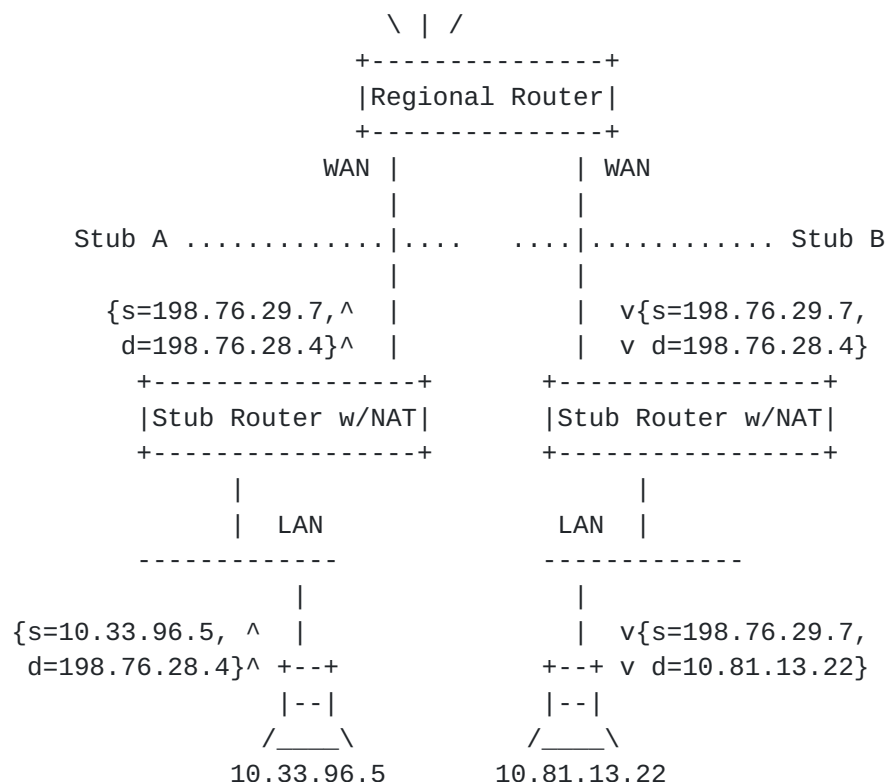 \ | /
+---------------+
|Regional Router|
+---------------+
WAN | | WAN
| |
Stub A .............|.... ....|............ Stub B
| |
{s=198.76.29.7,^ | | v{s=198.76.29.7,
d=198.76.28.4}^ | | v d=198.76.28.4}
+-----------------+ +-----------------+
|Stub Router w/NAT| |Stub Router w/NAT|
+-----------------+ +-----------------+
| |
| LAN LAN |
------------- -------------
| |
{s=10.33.96.5, ^ | | v{s=198.76.29.7,
d=198.76.28.4}^ +--+ +--+ v d=10.81.13.22}
|--| |--|
/____\ /____\
10.33.96.5 10.81.13.22